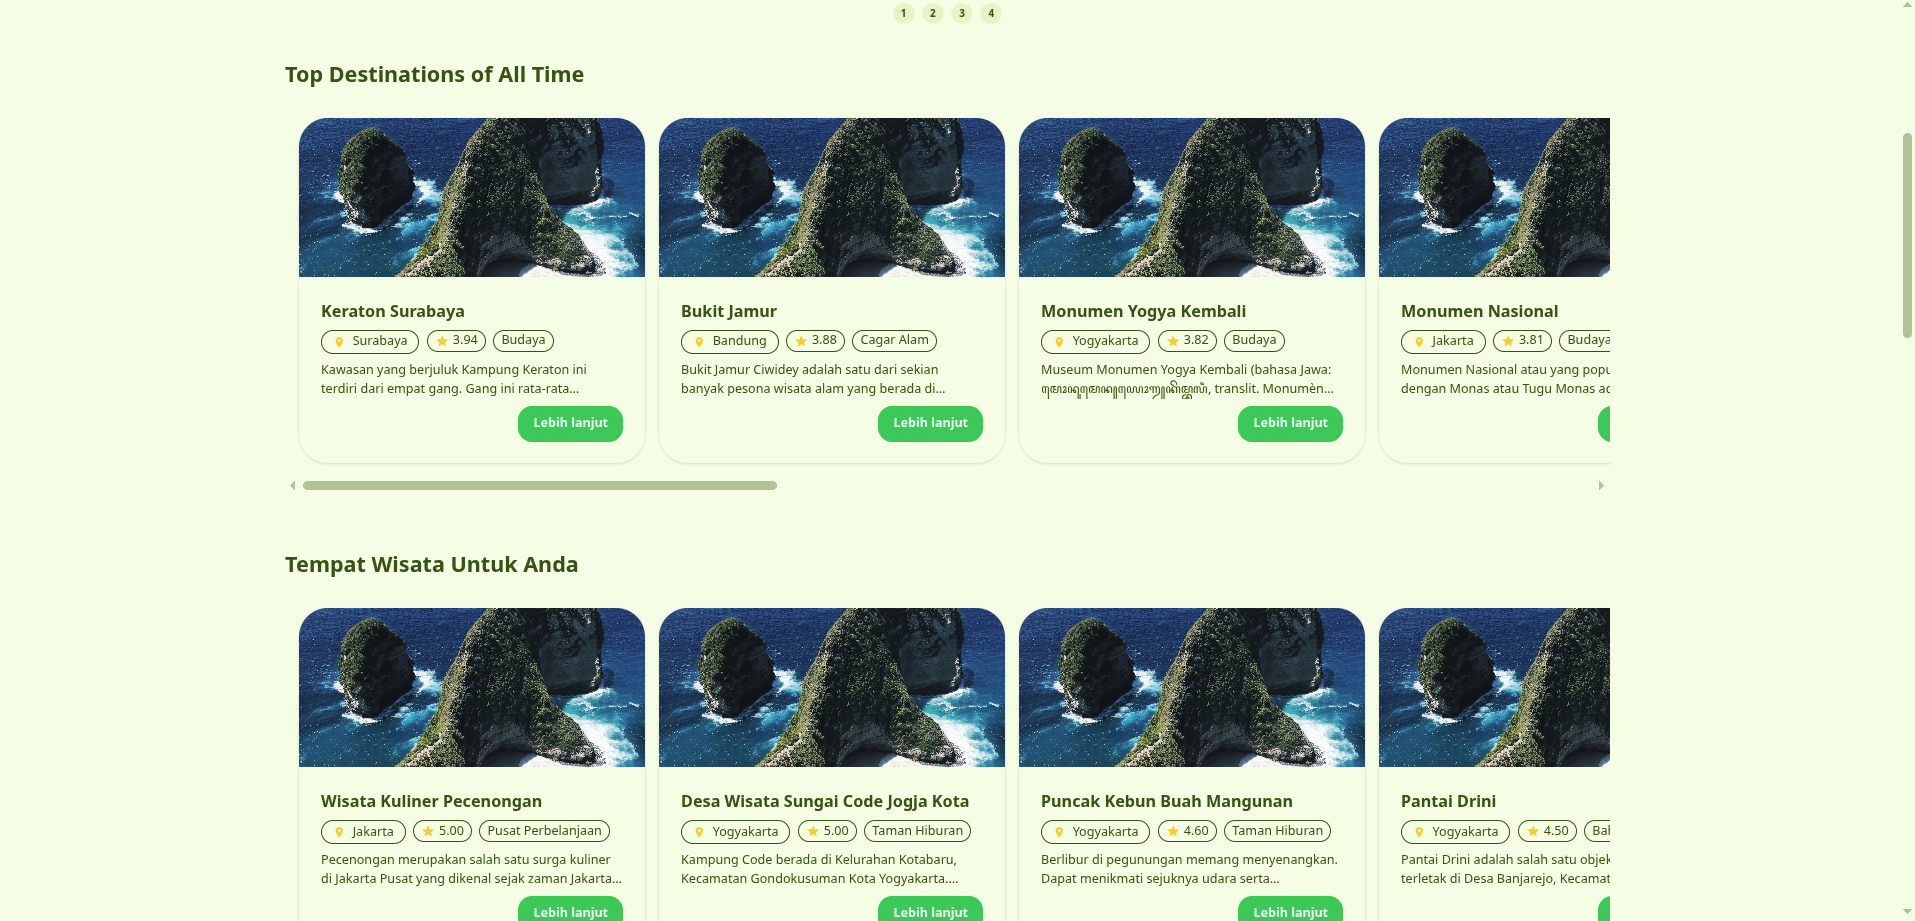 1 2 3 4
Top Destinations of All Time
Keraton Surabaya
Surabaya 3.94 Budaya
Kawasan yang berjuluk Kampung Keraton ini
terdiri dari empat gang. Gang ini rata-rata...
Lebih lanjut
Bukit Jamur
Bandung 3.88 Cagar Alam
Bukit Jamur Ciwidey adalah satu dari sekian
banyak pesona wisata alam yang berada di...
Lebih lanjut
Monumen Yogya Kembali
Yogyakarta 3.82 Budaya
Museum Monumen Yogya Kembali (bahasa Jawa:
, translit. Monumèn...
Lebih lanjut
Monumen Nasional
Jakarta 3.81 Budaya
Monumen Nasional atau yang popu
dengan Monas atau Tugu Monas
Tempat Wisata Untuk Anda
Wisata Kuliner Pecenongan
Jakarta 5.00 Pusat Perbelanjaan
Pecenongan merupakan salah satu surga kuliner
di Jakarta Pusat yang dikenal sejak zaman Jakarta...
Lebih lanjut
Desa Wisata Sungai Code Jogja Kota
Yogyakarta 5.00 Taman Hiburan
Kampung Code berada di Kelurahan Kotabaru,
Kecamatan Gondokusuman Kota Yogyakarta....
Lebih lanjut
Puncak Kebun Buah Mangunan
Yogyakarta 4.60 Taman Hiburan
Berlibur di pegunungan memang menyenangkan.
Dapat menikmati sejuknya udara serta...
Lebih lanjut
Pantai Drini
Yogyakarta 4.50
Pantai Drini adalah salah satu objek
terletak di Desa Banjarejo, Kecamat